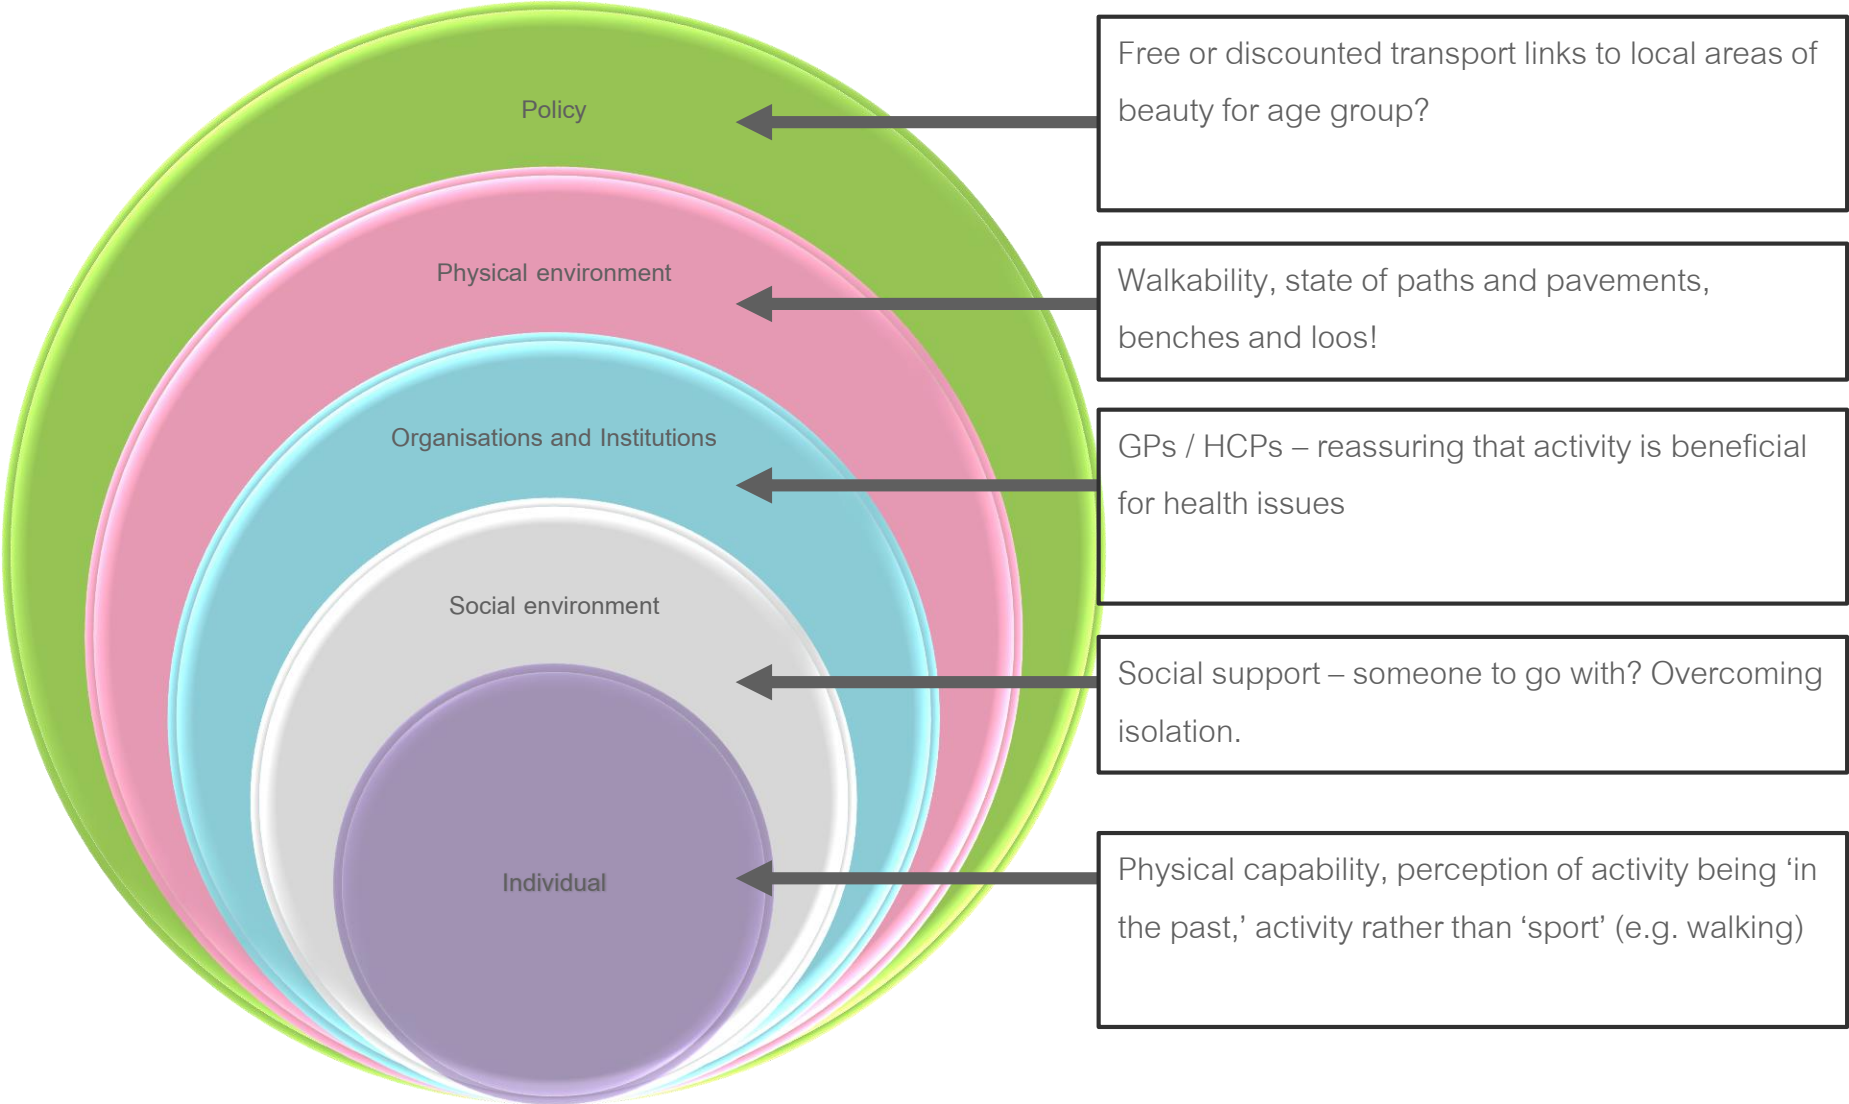 Policy
Free or discounted transport links to local areas of
beauty for age group?
Physical environment
Walkability, state of paths and pavements,
benches and loos!
Organisations and Institutions
GPs / HCPs – reassuring that activity is beneficial
for health issues
Social environment
Social support – someone to go with? Overcoming
isolation.
Individual
Physical capability, perception of activity being ‘in
the past,’ activity rather than ‘sport’ (e.g. walking)